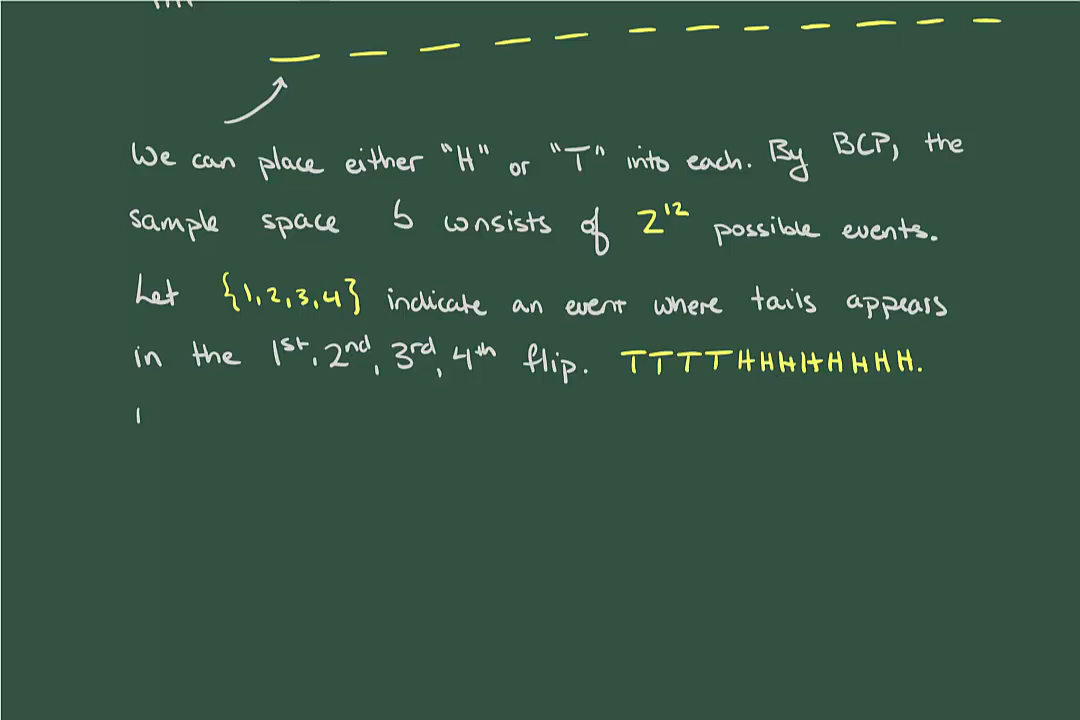 We can place either "H" or "T" into each. By BCP, the
sample space S consists of 2^12 possible events.
Let {1,2,3,4} indicate an event where tails appears
in the 1st, 2nd, 3rd, 4th flip. TTTTHHHHHHHH.